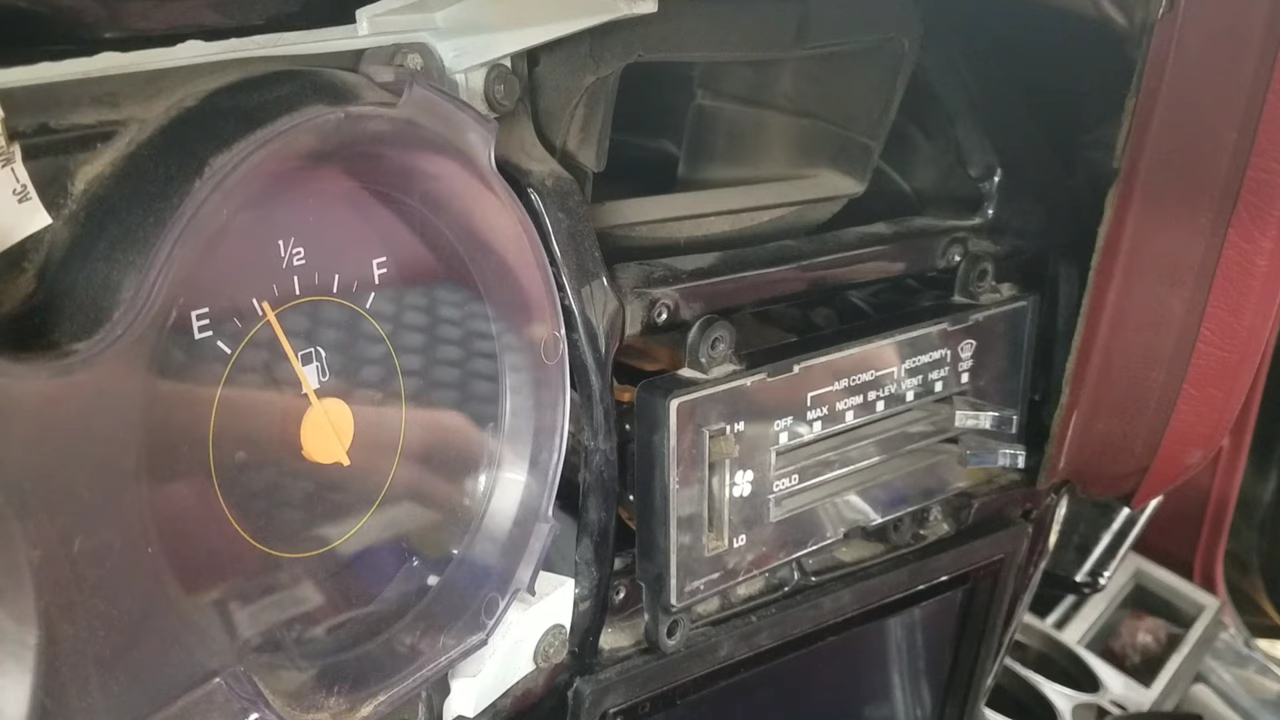 ½
F
E
AIR COND
ECONOMY
OFF
MAX
NORM
BI-LEV
VENT
HEAT
DEF
HI
COLD
LO